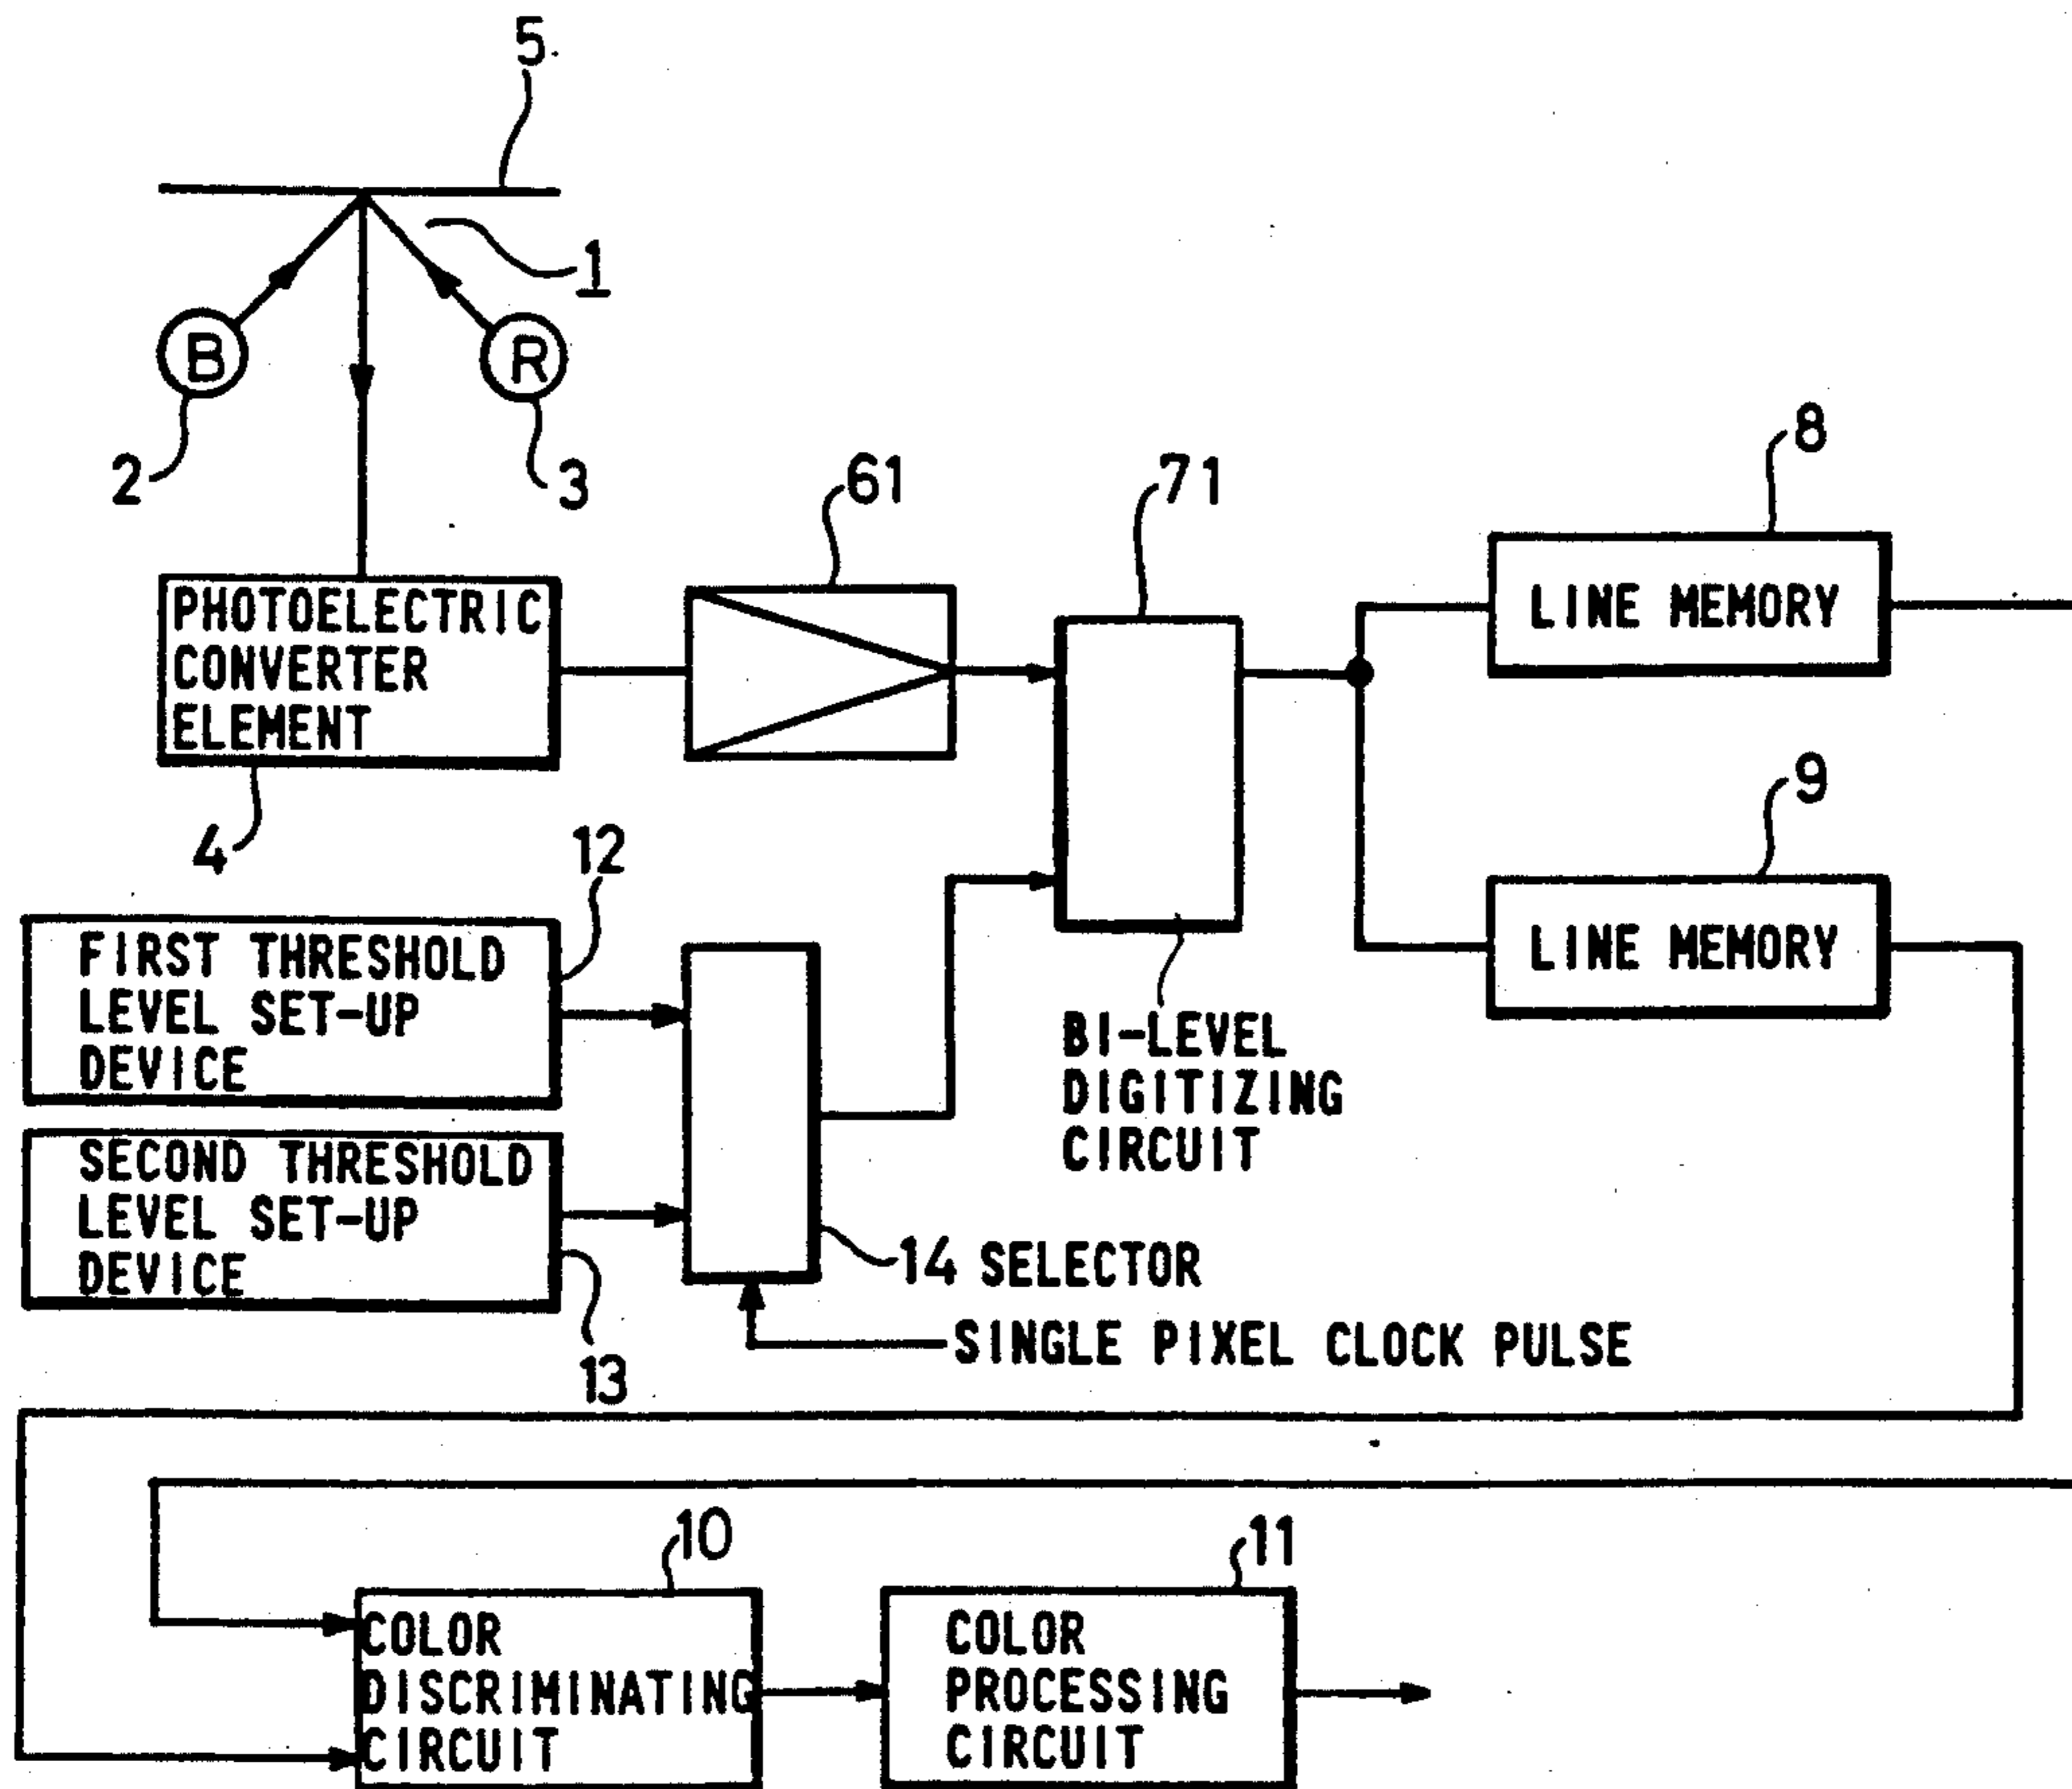 5
1
B
R
2
3
61
71
8
PHOTOELECTRIC
CONVERTER
ELEMENT
LINE MEMORY
4
9
12
FIRST THRESHOLD
LEVEL SET-UP
DEVICE
LINE MEMORY
BI-LEVEL
DIGITIZING
CIRCUIT
SECOND THRESHOLD
LEVEL SET-UP
DEVICE
14 SELECTOR
SINGLE PIXEL CLOCK PULSE
13
10
11
COLOR
DISCRIMINATING
CIRCUIT
COLOR
PROCESSING
CIRCUIT